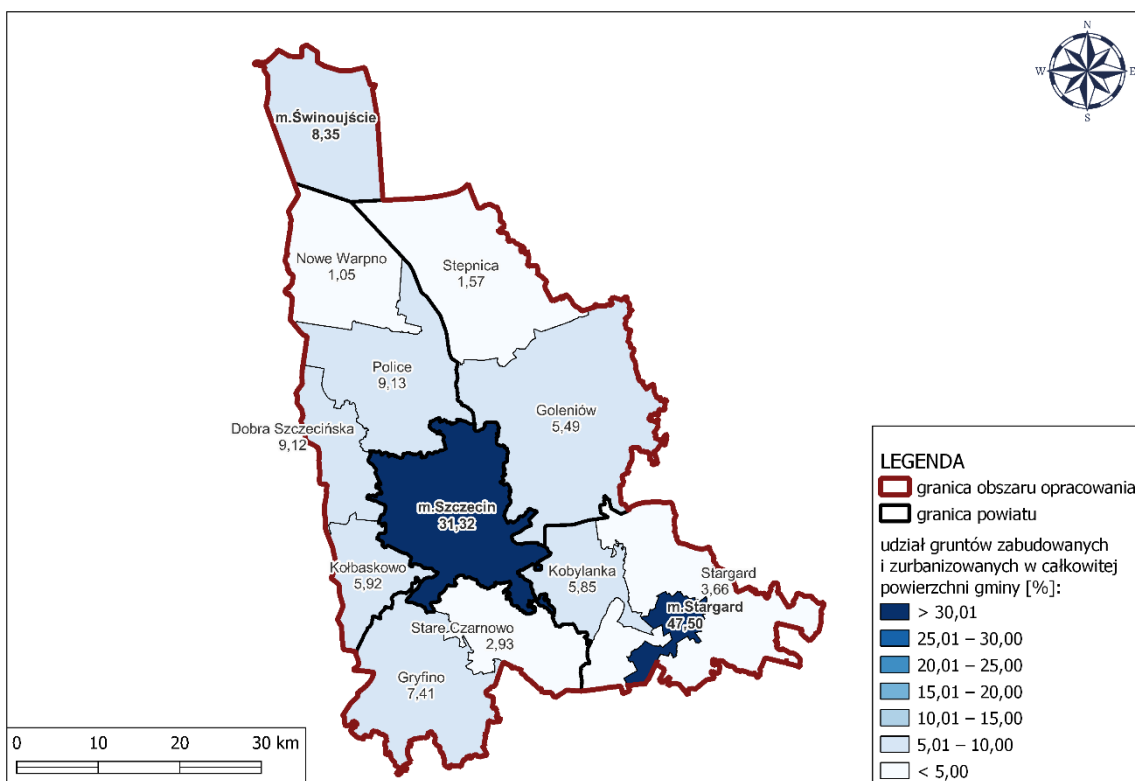 N
W E
S
m.Świnoujście
8,35
Nowe Warpno
1,05
Stepnica
1,57
Police
9,13
Goleniów
5,49
Dobra Szczecińska
9,12
m.Szczecin
31,32
Kołbaskowo
5,92
Kobylanka
5,85
Stargard
3,66
m.Stargard
47,50
Stare.Czarnowo
2,93
Gryfino
7,41
0 10 20 30 km
LEGENDA
granica obszaru opracowania
granica powiatu
udział gruntów zabudowanych
i zurbanizowanych w całkowitej
powierzchni gminy [%]:
> 30,01
25,01 – 30,00
20,01 – 25,00
15,01 – 20,00
10,01 – 15,00
5,01 – 10,00
< 5,00